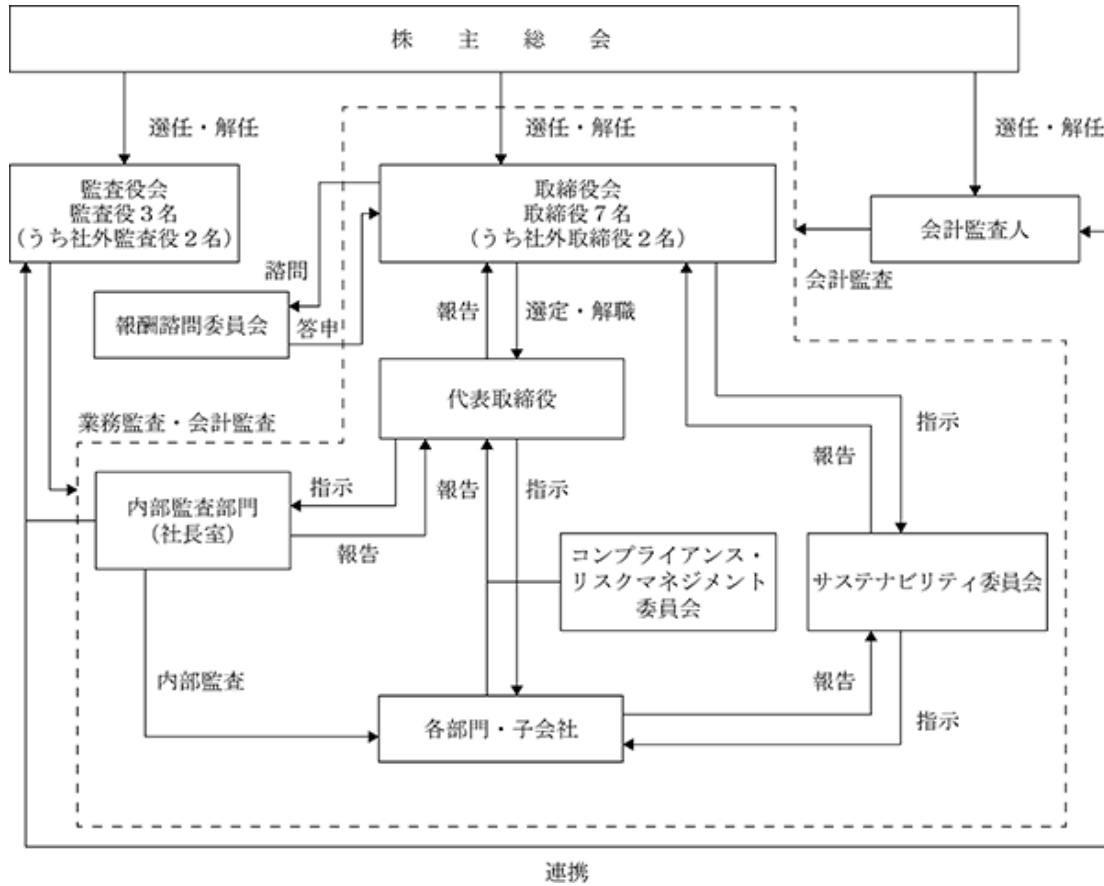 株主総会
選任・解任
選任・解任
選任・解任
監査役会
監査役３名
（うち社外監査役２名）
取締役会
取締役７名
（うち社外取締役２名）
会計監査人
諮問
会計監査
報酬諮問委員会
答申
報告
選定・解職
代表取締役
業務監査・会計監査
指示
報告
内部監査部門
（社長室）
指示
報告
報告
指示
コンプライアンス・
リスクマネジメント
委員会
サステナビリティ委員会
内部監査
報告
各部門・子会社
指示
連携